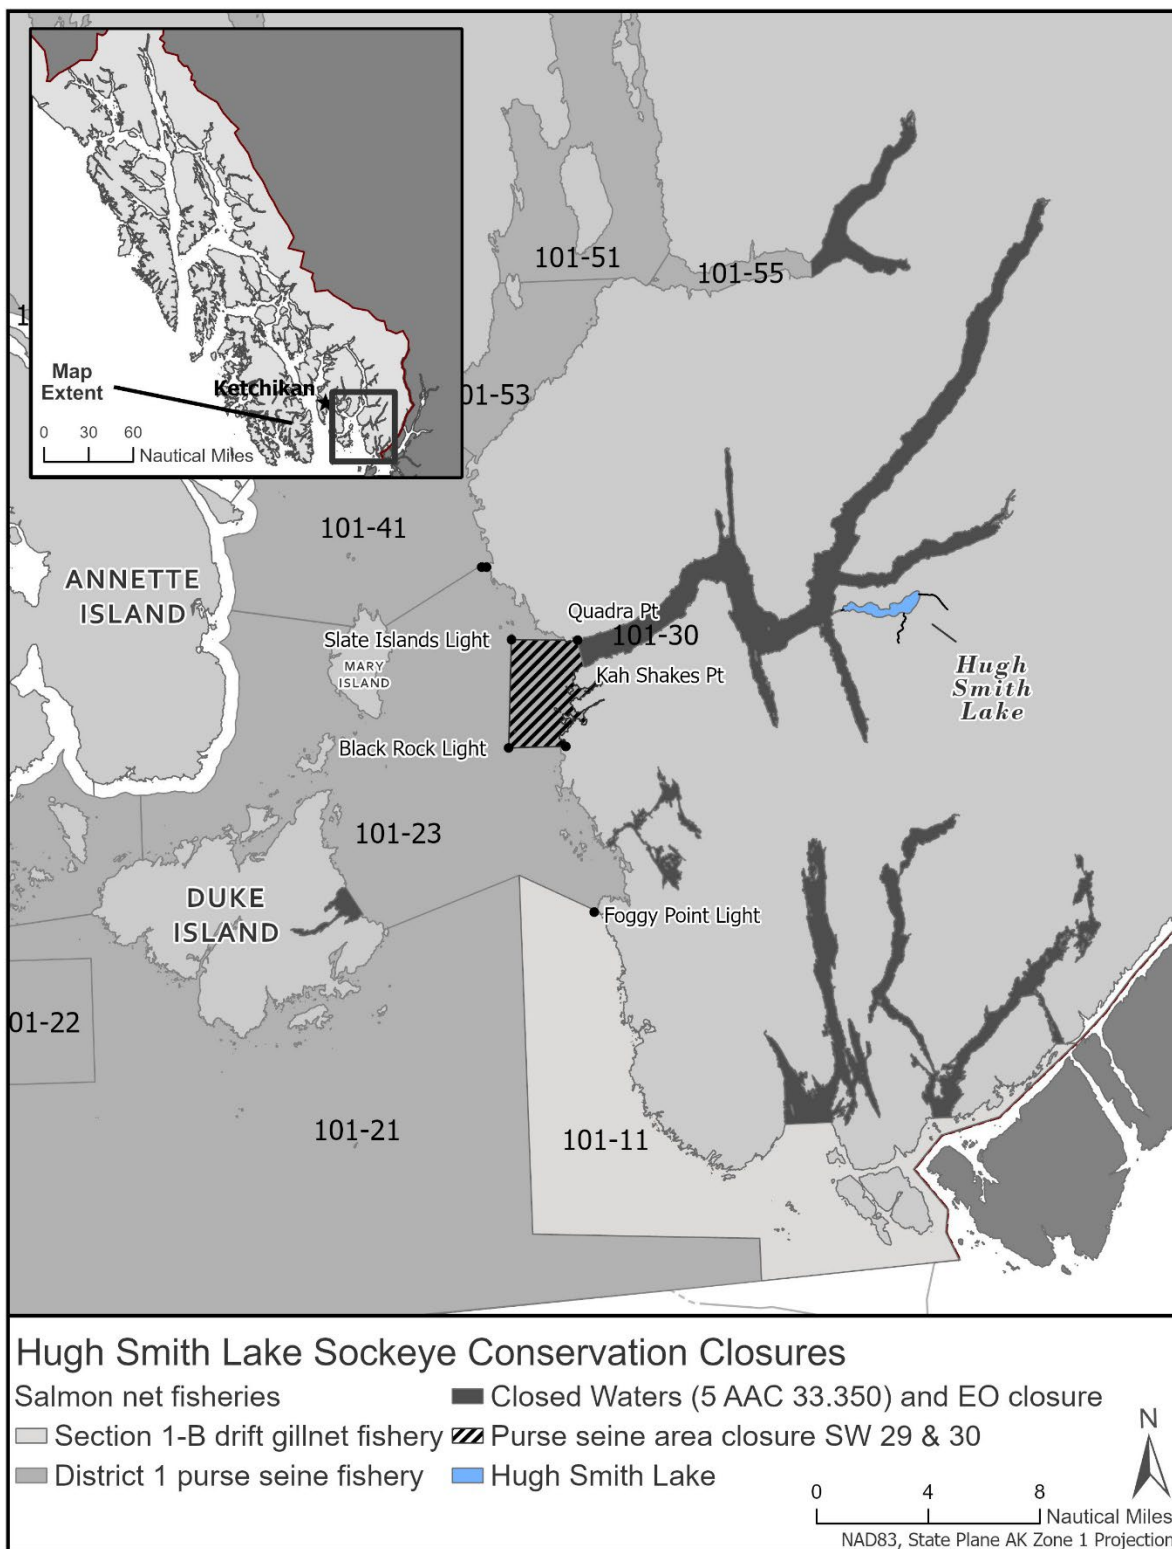 Map
Extent
Ketchikan
0 30 60
Nautical Miles
101-51
101-55
01-53
101-41
ANNETTE
ISLAND
Quadra Pt
101-30
Slate Islands Light
MARY
ISLAND
Kah Shakes Pt
Hugh
Smith
Lake
Black Rock Light
101-23
DUKE
ISLAND
Foggy Point Light
01-22
101-21
101-11
Hugh Smith Lake Sockeye Conservation Closures
Salmon net fisheries
Section 1-B drift gillnet fishery
District 1 purse seine fishery
Closed Waters (5 AAC 33.350) and EO closure
Purse seine area closure SW 29 & 30
Hugh Smith Lake
N
0 4 8
Nautical Miles
NAD83, State Plane AK Zone 1 Projection